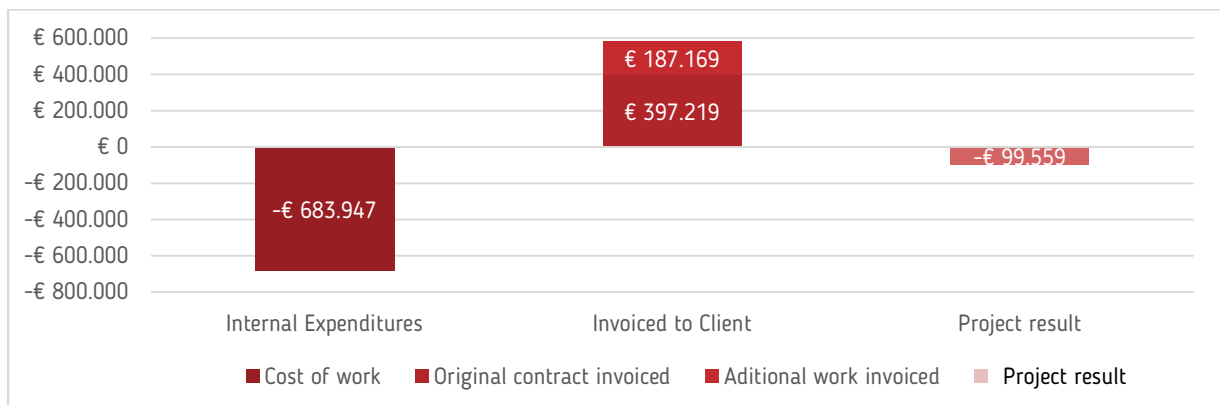 € 600.000
€ 400.000
€ 200.000
€ 0
-€ 200.000
-€ 400.000
-€ 600.000
-€ 800.000
€ 187.169
€ 397.219
-€ 99.559
-€ 683.947
Internal Expenditures
Invoiced to Client
Project result
Cost of work
Original contract invoiced
Aditional work invoiced
Project result